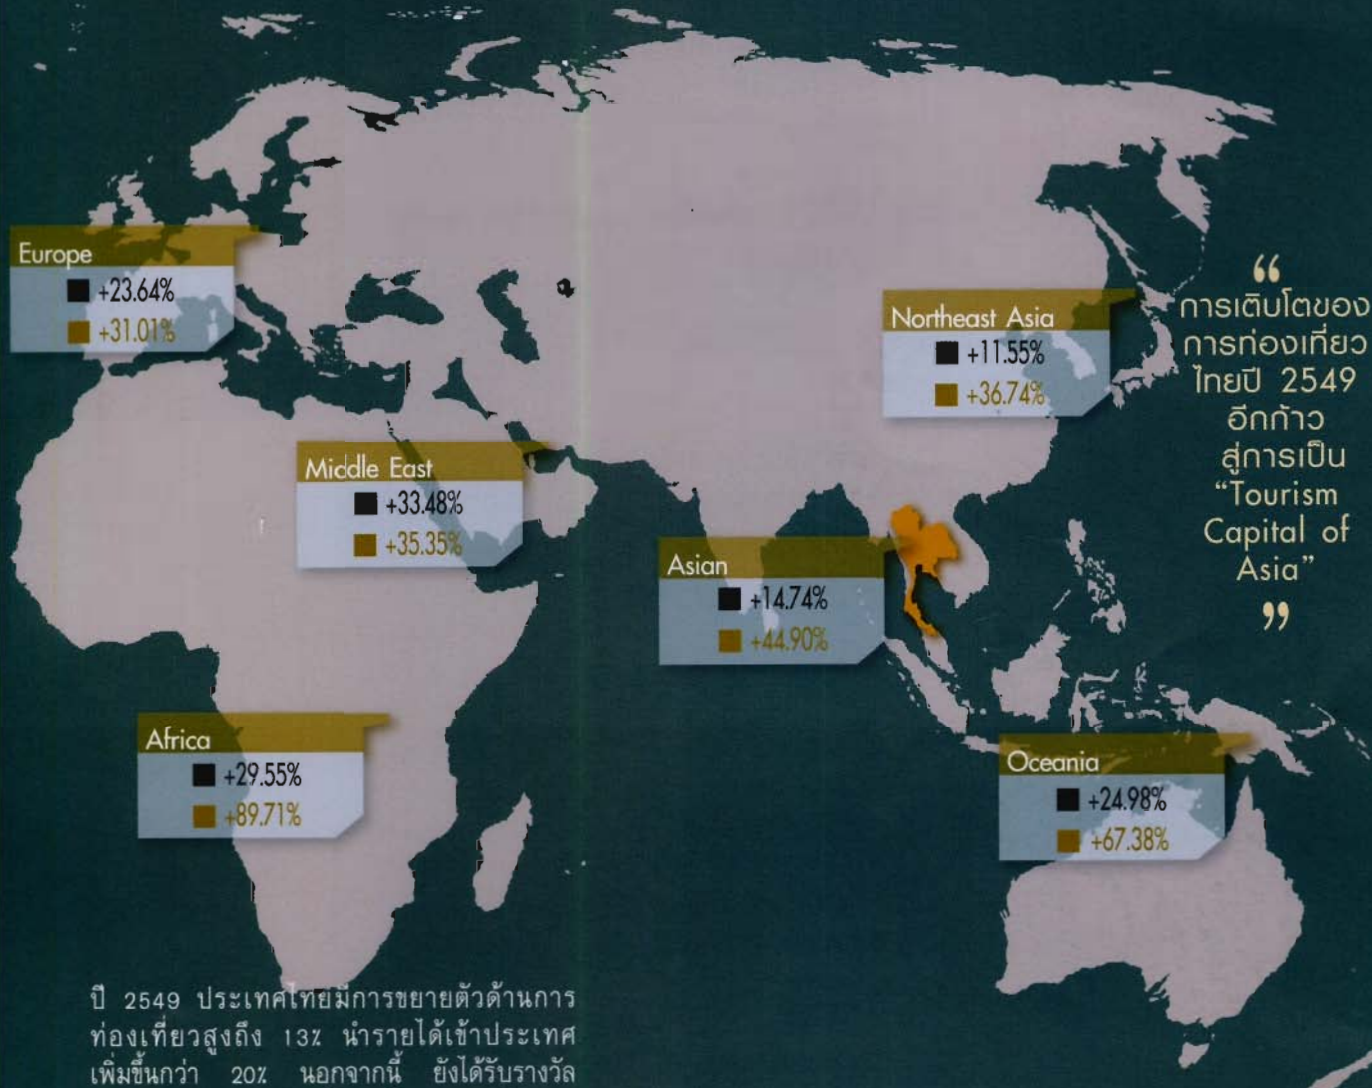 Europe
+23.64%
+31.01%
Northeast Asia
+11.55%
+36.74%
“
การเติบโตของ
การท่องเที่ยว
ไทยปี 2549
อีกก้าว
สู่การเป็น
“Tourism
Capital of
Asia”
”
Middle East
+33.48%
+35.35%
Asian
+14.74%
+44.90%
Africa
+29.55%
+89.71%
Oceania
+24.98%
+67.38%
ปี 2549 ประเทศไทยมีการขยายตัวด้านการ
ท่องเที่ยวสูงถึง 13% นำรายได้เข้าประเทศ
เพิ่มขึ้นกว่า 20% นอกจากนี้ ยังได้รับรางวัล